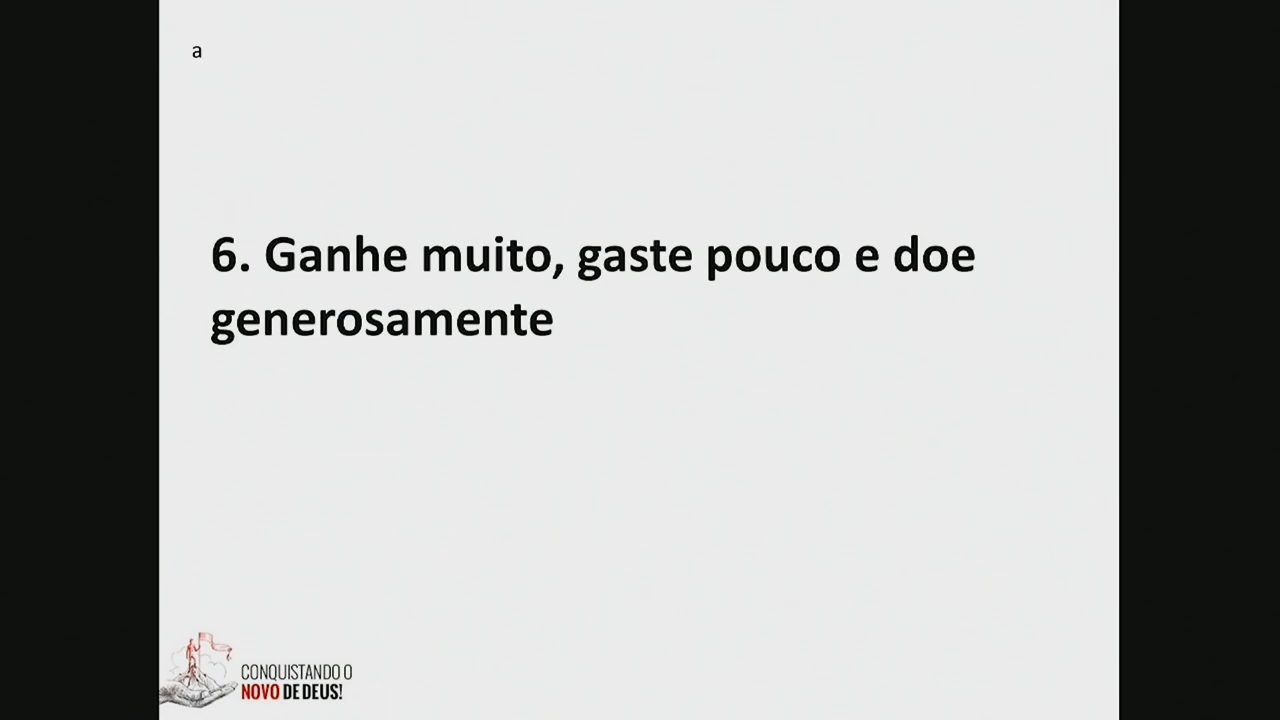 a
6. Ganhe muito, gaste pouco e doe
generosamente
CONQUISTANDO O
NOVO DE DEUS!